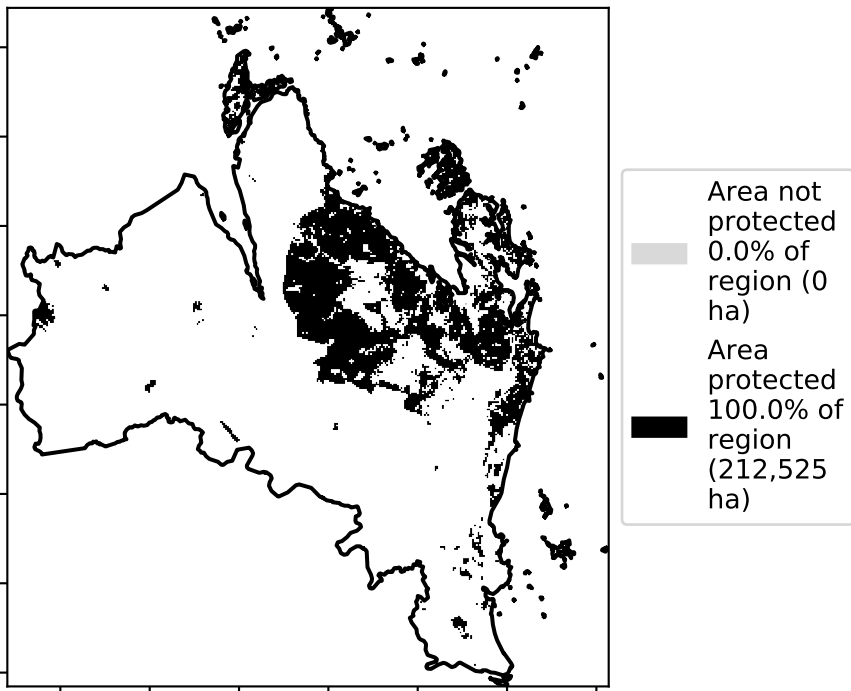 Area not
protected
0.0% of
region (0
ha)
Area
protected
100.0% of
region
(212,525
ha)